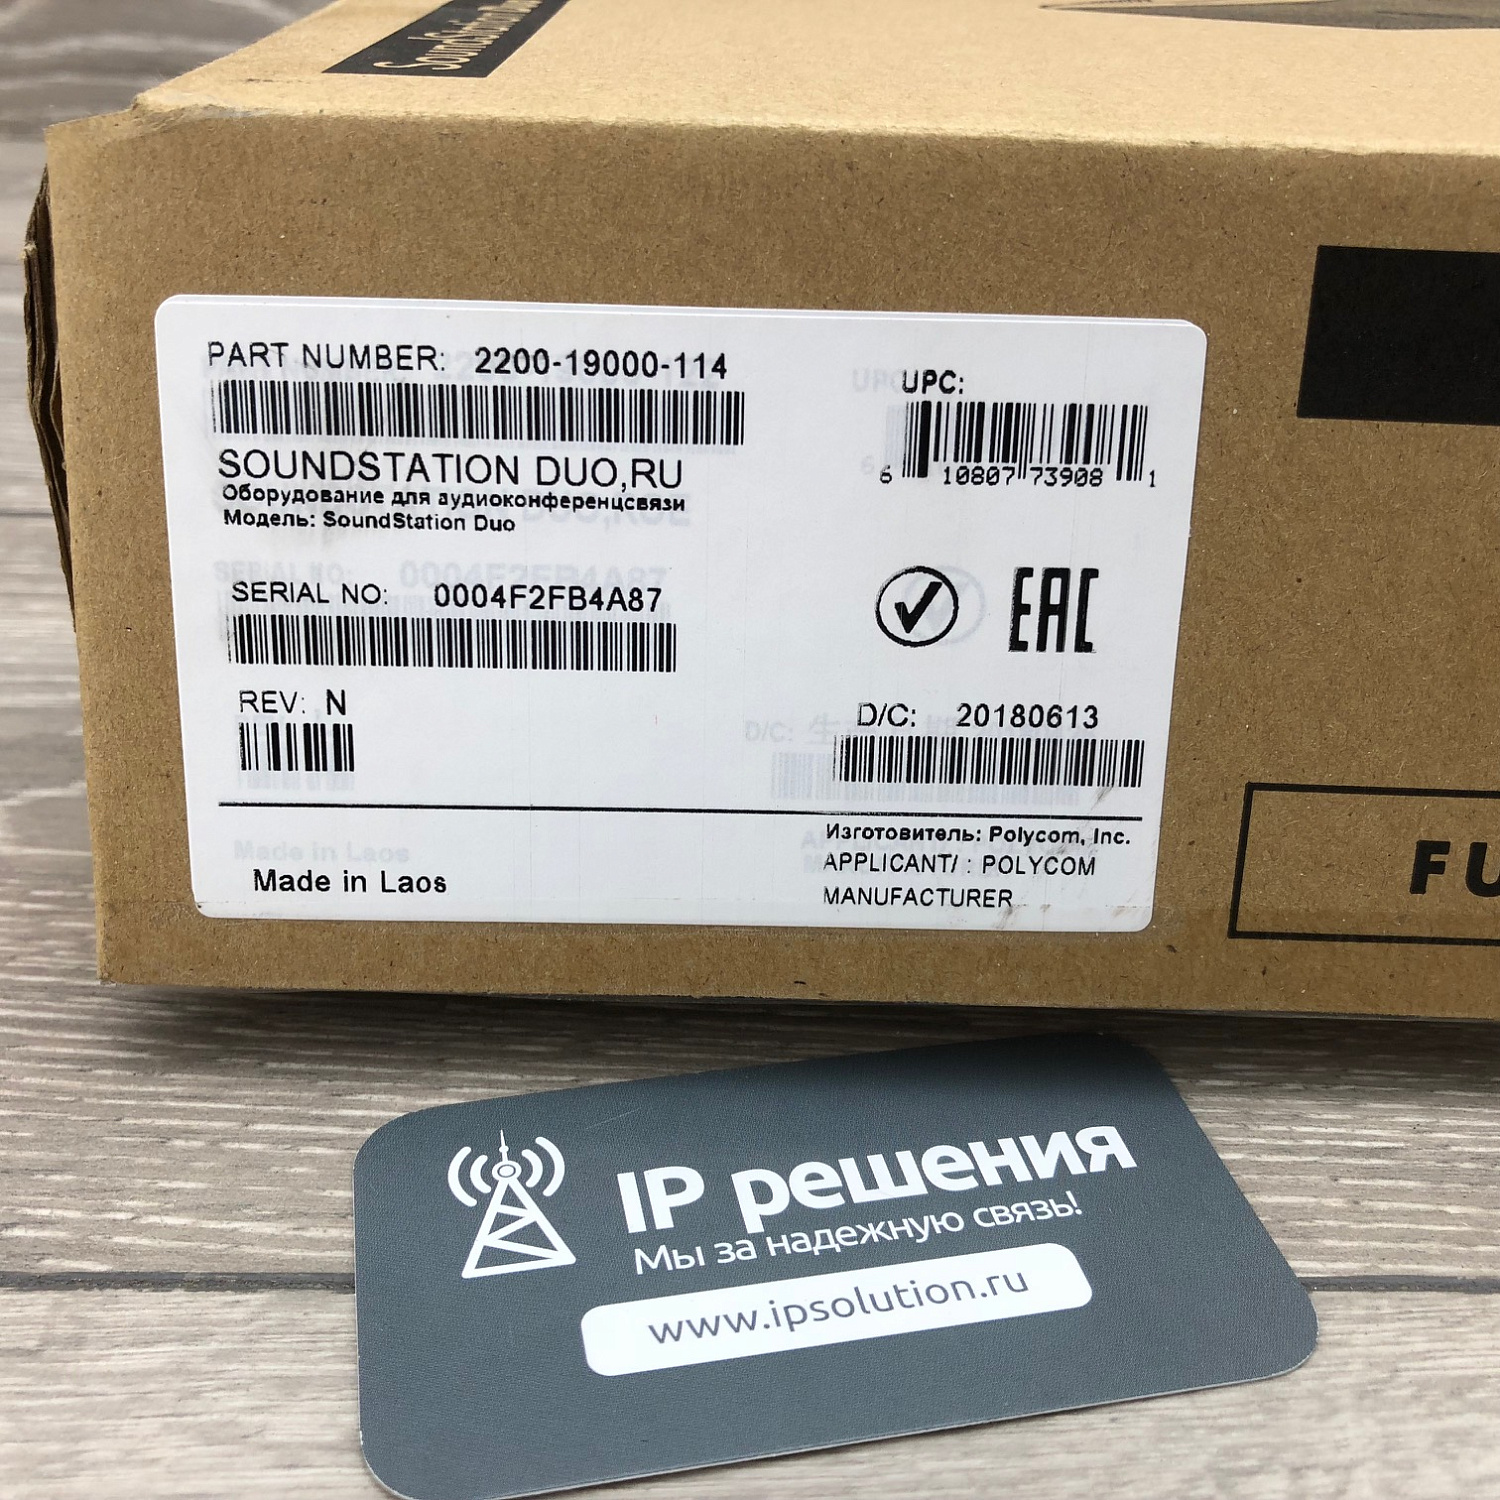 SoundStation Duo
PART NUMBER: 2200-19000-114
UPC:
6 10807 73908 1
SOUNDSTATION DUO,RU
Оборудование для аудиоконференцсвязи
Модель: SoundStation Duo
SERIAL NO: 0004F2FB4A87
EAC
REV: N
D/C: 20180613
Изготовитель: Polycom, Inc.
APPLICANT/ : POLYCOM
MANUFACTURER
Made in Laos
FU
IP решения
Мы за надежную связь!
www.ipsolution.ru